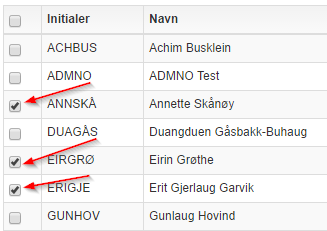 Initialer Navn
ACHBUS Achim Busklein
ADMNO ADMNO Test
ANNSKÅ Annette Skånøy
DUAGÅS Duangduen Gåsbakk-Buhaug
EIRGRØ Eirin Grøthe
ERIGJE Erit Gjerlaug Garvik
GUNHOV Gunlaug Hovind